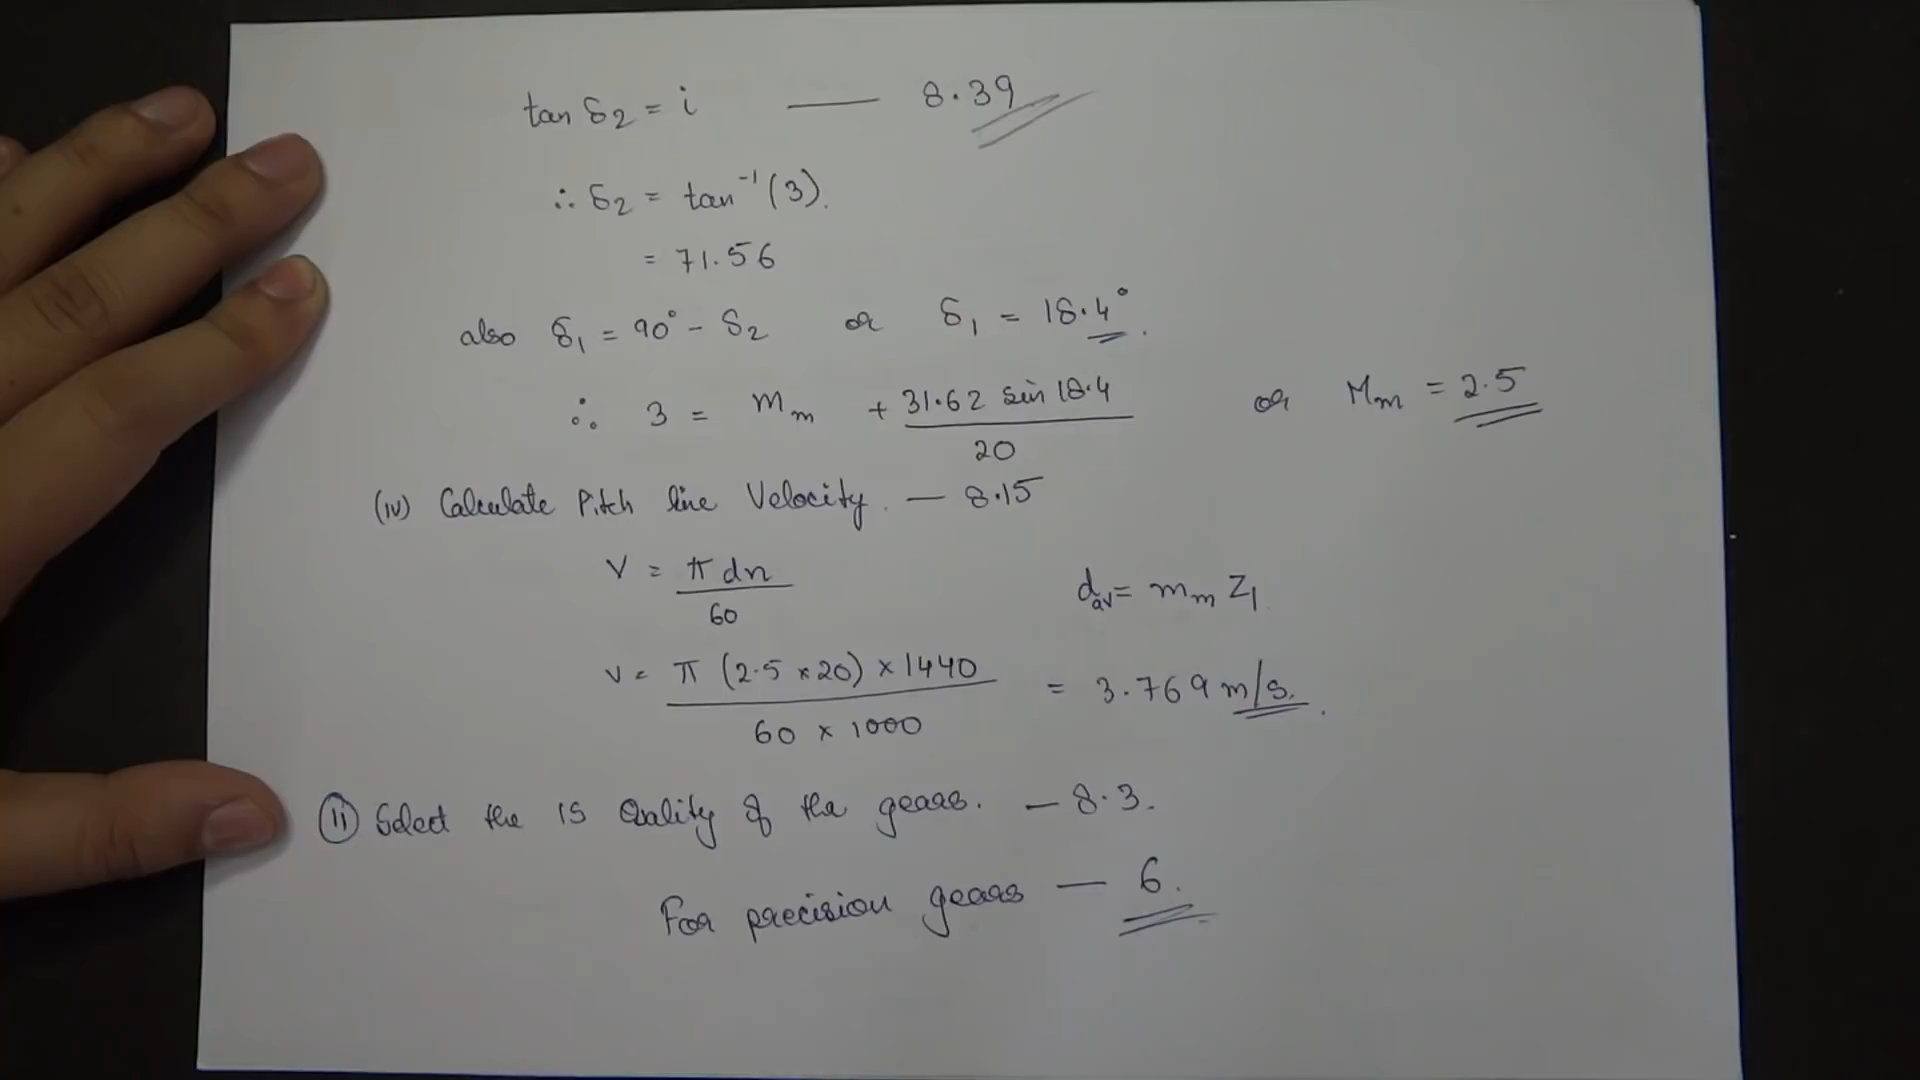 tan δ2 = i — 8.39
∴ δ2 = tan⁻¹(3).
= 71.56
also δ1 = 90° - δ2 or δ1 = 18.4°.
∴ 3 = mm + 31.62 sin 18.4 / 20 or Mm = 2.5
(iv) Calculate Pitch line Velocity. — 8.15
V = π dn / 60 dav = mm Z1
v = π (2.5 × 20) × 1440 / 60 × 1000 = 3.769 m/s.
(ii) Select the IS Quality of the gears. — 8.3.
For precision gears — 6.